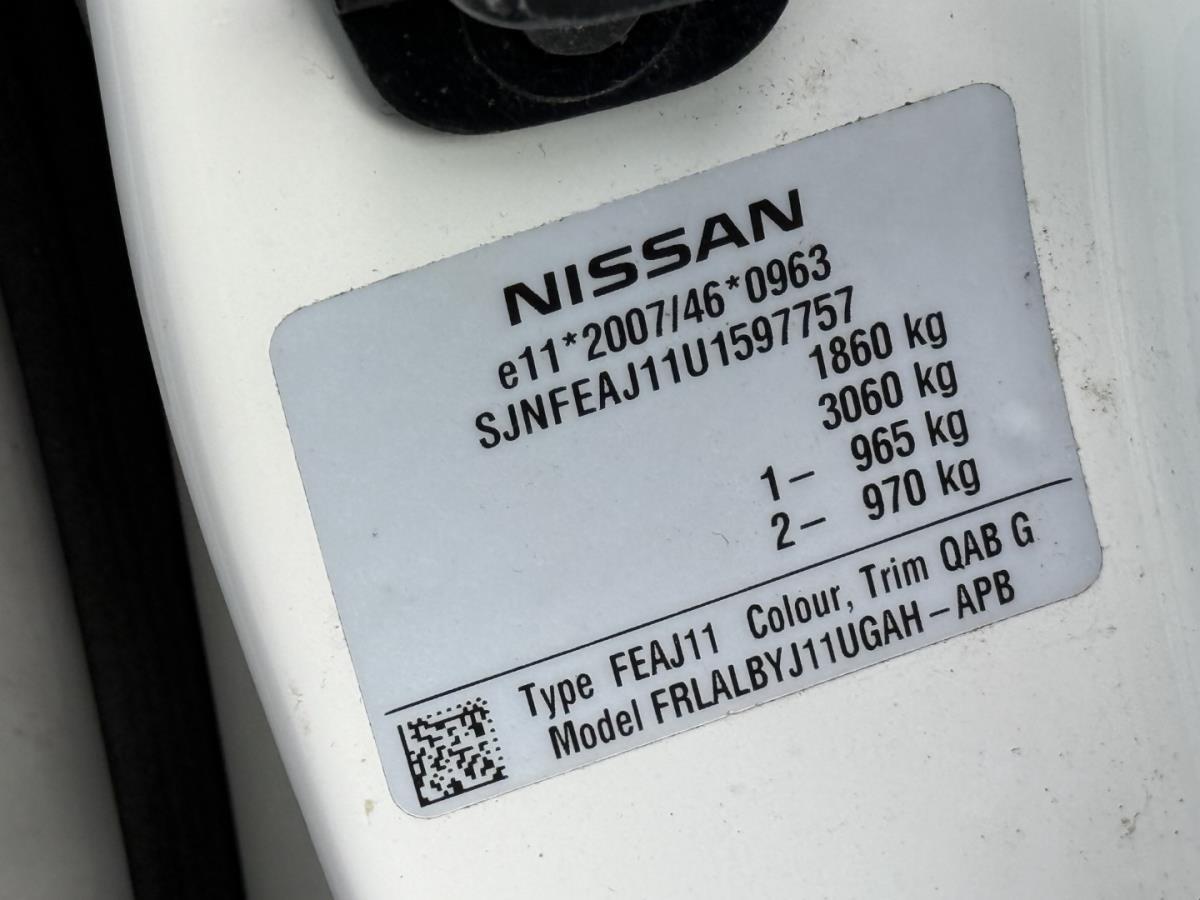 NISSAN
e11*2007/46*0963
SJNFEAJ11U1597757
1860 kg
3060 kg
1– 965 kg
2– 970 kg
Type FEAJ11 Colour, Trim QAB G
Model FRLALBYJ11UGAH–APB